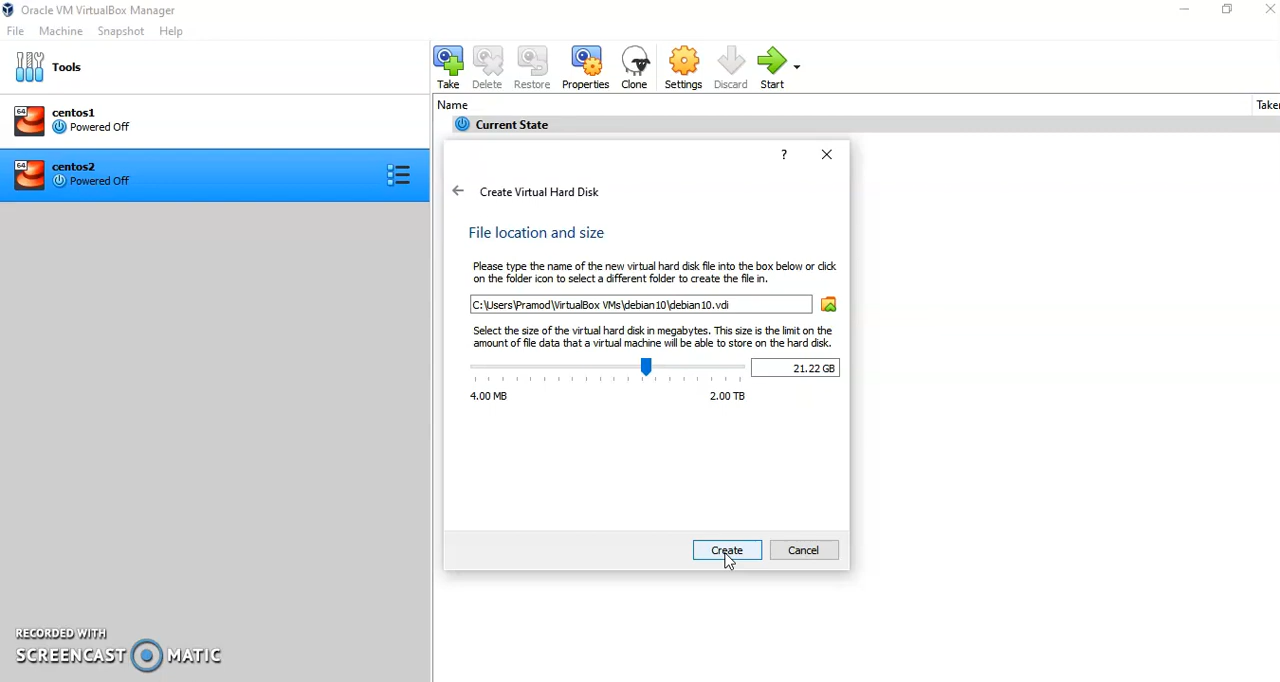 Oracle VM VirtualBox Manager
File Machine Snapshot Help
Tools
Take Delete Restore Properties Clone Settings Discard Start
Name Take
Current State
64 centos1
Powered Off
64 centos2
Powered Off
?
Create Virtual Hard Disk
File location and size
Please type the name of the new virtual hard disk file into the box below or click
on the folder icon to select a different folder to create the file in.
C:\Users\Pramod\VirtualBox VMs\debian10\debian10.vdi
Select the size of the virtual hard disk in megabytes. This size is the limit on the
amount of file data that a virtual machine will be able to store on the hard disk.
21.22 GB
4.00 MB 2.00 TB
Create Cancel
RECORDED WITH
SCREENCAST MATIC